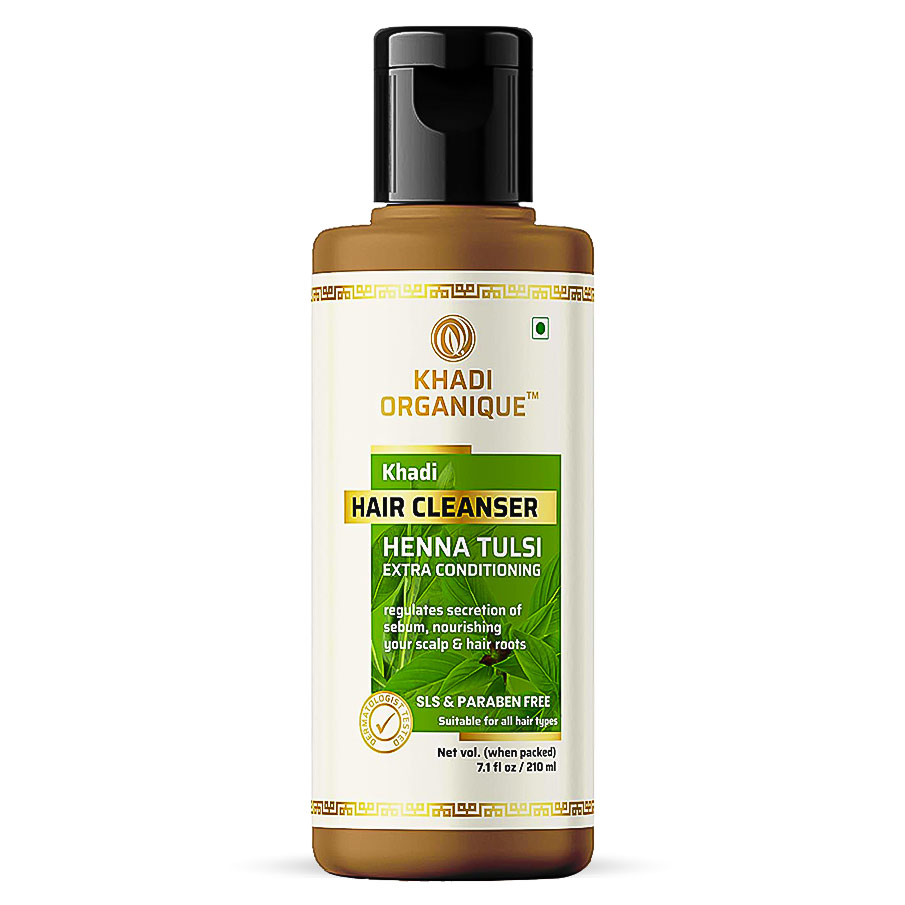 KHADI
ORGANIQUE™
Khadi
HAIR CLEANSER
HENNA TULSI
EXTRA CONDITIONING
regulates secretion of
sebum, nourishing
your scalp & hair roots
SLS & PARABEN FREE
Suitable for all hair types
DERMATOLOGIST TESTED
Net vol. (when packed)
7.1 fl oz / 210 ml